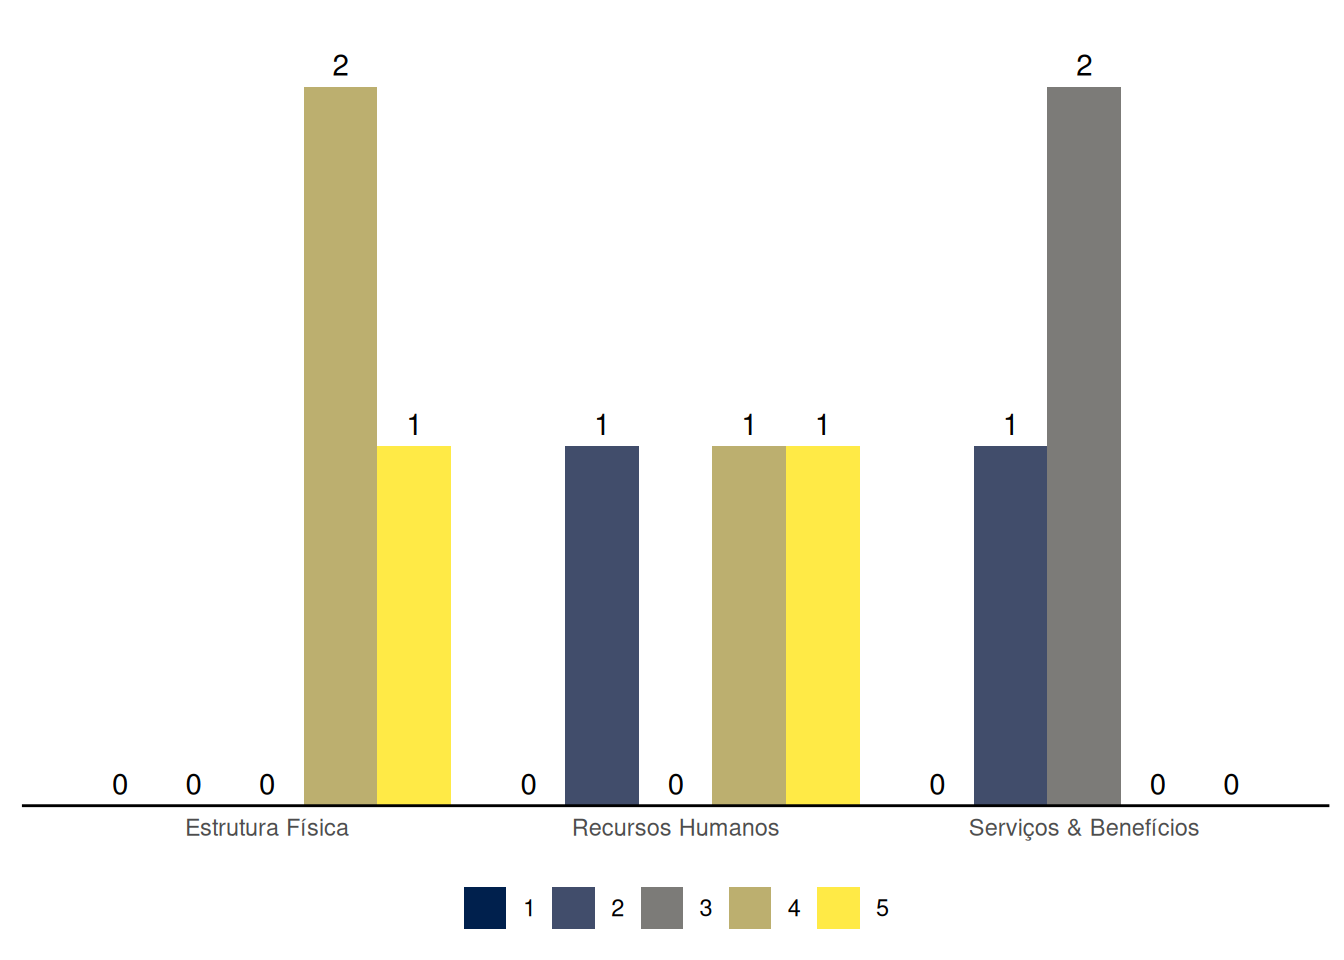 2 2
1 1 1 1 1
0 0 0 0 0 0 0 0
Estrutura Física Recursos Humanos Serviços & Benefícios
1 2 3 4 5